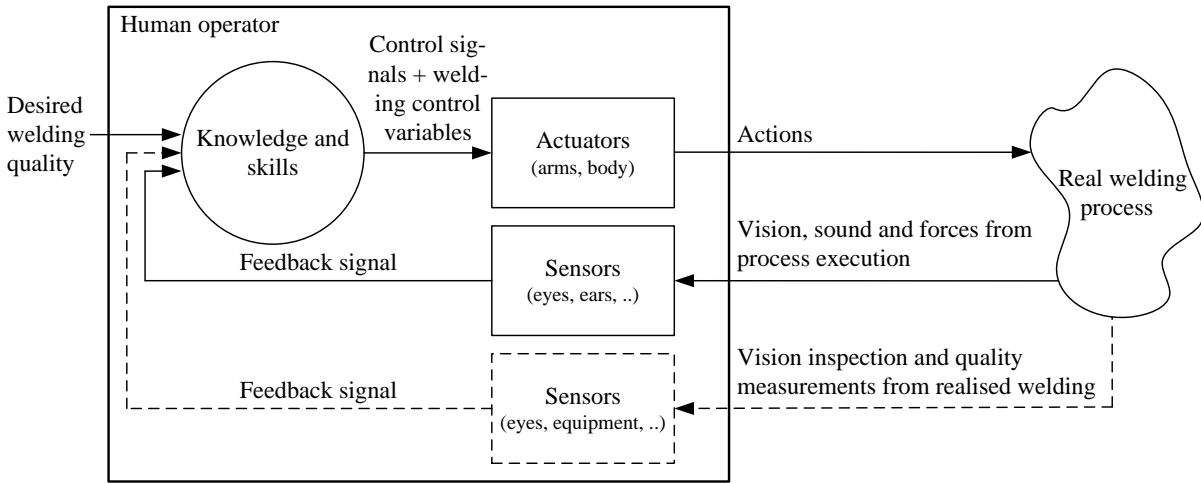 Human operator
Desired
welding
quality
Knowledge and
skills
Control sig-
nals + weld-
ing control
variables
Actuators
(arms, body)
Actions
Real welding
process
Vision, sound and forces from
process execution
Sensors
(eyes, ears, ..)
Feedback signal
Vision inspection and quality
measurements from realised welding
Sensors
(eyes, equipment, ..)
Feedback signal